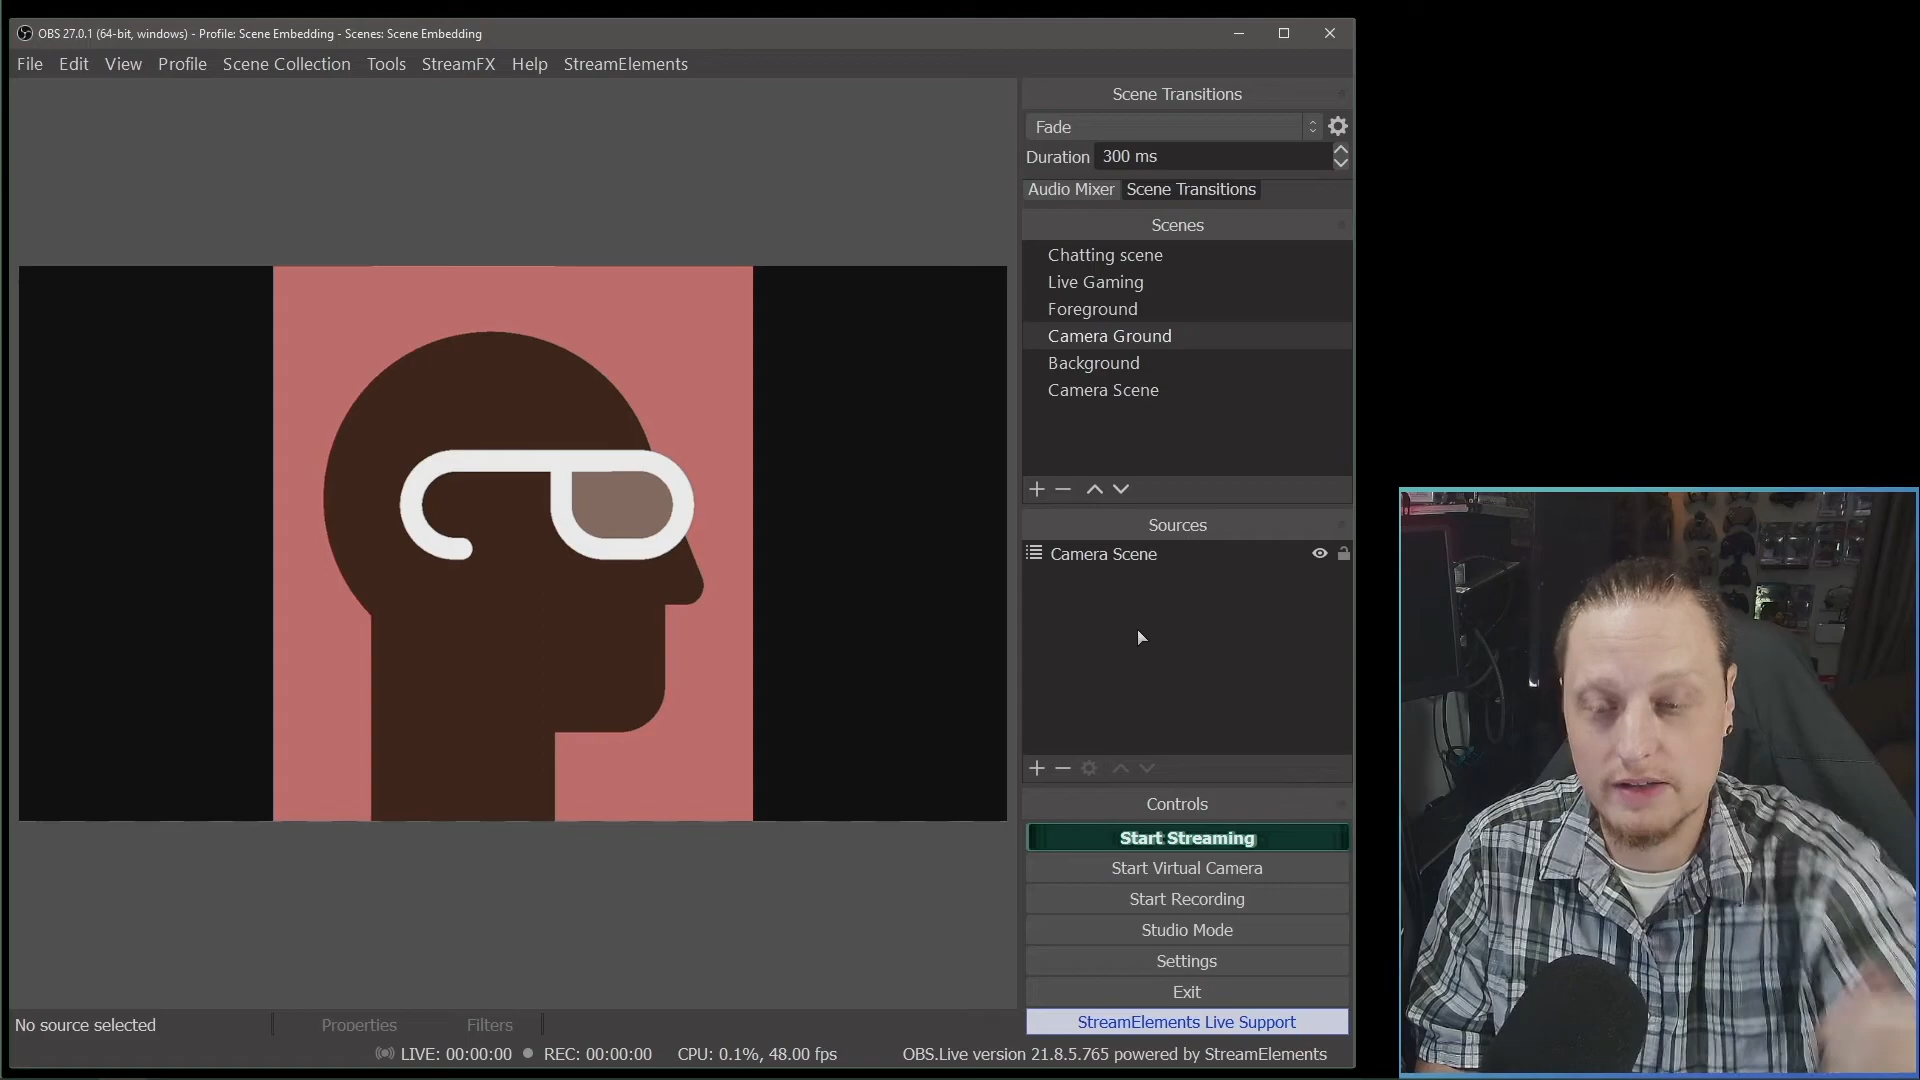 OBS 27.0.1 (64-bit, windows) - Profile: Scene Embedding - Scenes: Scene Embedding
File Edit View Profile Scene Collection Tools StreamFX Help StreamElements
Scene Transitions
Fade
Duration 300 ms
Audio Mixer Scene Transitions
Scenes
Chatting scene
Live Gaming
Foreground
Camera Ground
Background
Camera Scene
Sources
Camera Scene
Controls
Start Streaming
Start Virtual Camera
Start Recording
Studio Mode
Settings
Exit
StreamElements Live Support
No source selected Properties Filters
LIVE: 00:00:00 REC: 00:00:00 CPU: 0.1%, 48.00 fps OBS.Live version 21.8.5.765 powered by StreamElements